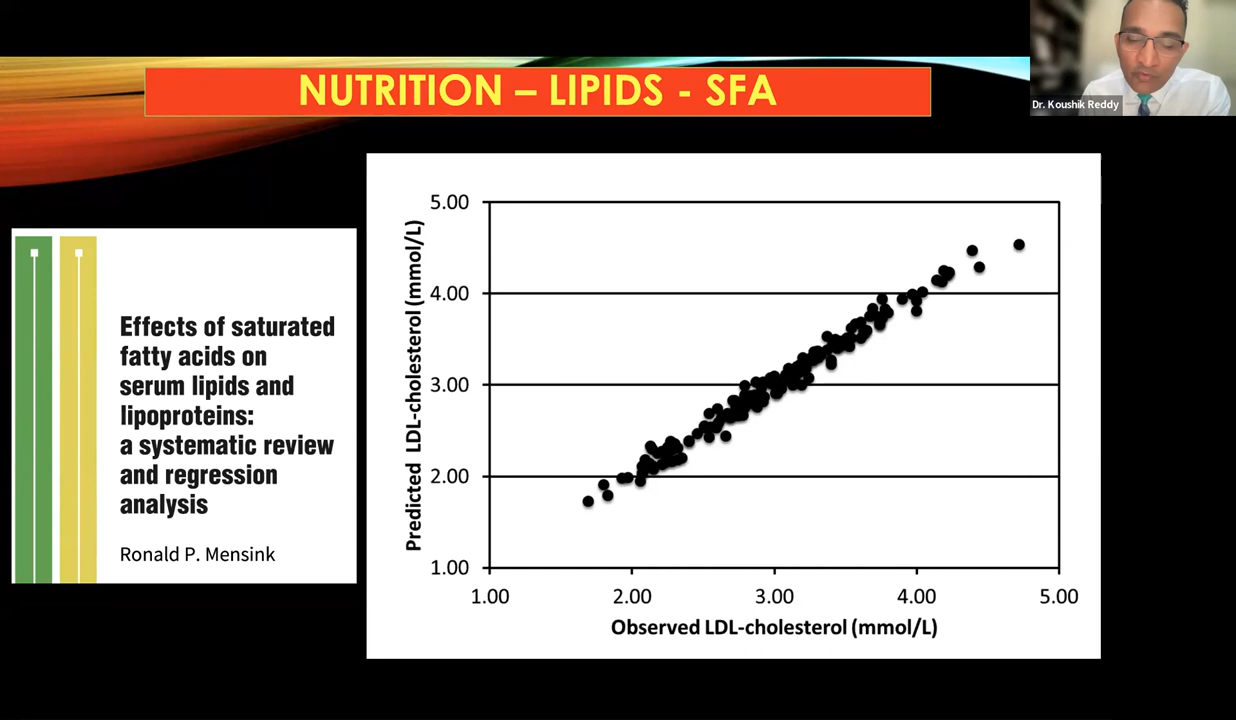 NUTRITION – LIPIDS - SFA
Dr. Koushik Reddy
Effects of saturated
fatty acids on
serum lipids and
lipoproteins:
a systematic review
and regression
analysis
Ronald P. Mensink
Predicted LDL-cholesterol (mmol/L)
5.00
4.00
3.00
2.00
1.00
1.00 2.00 3.00 4.00 5.00
Observed LDL-cholesterol (mmol/L)